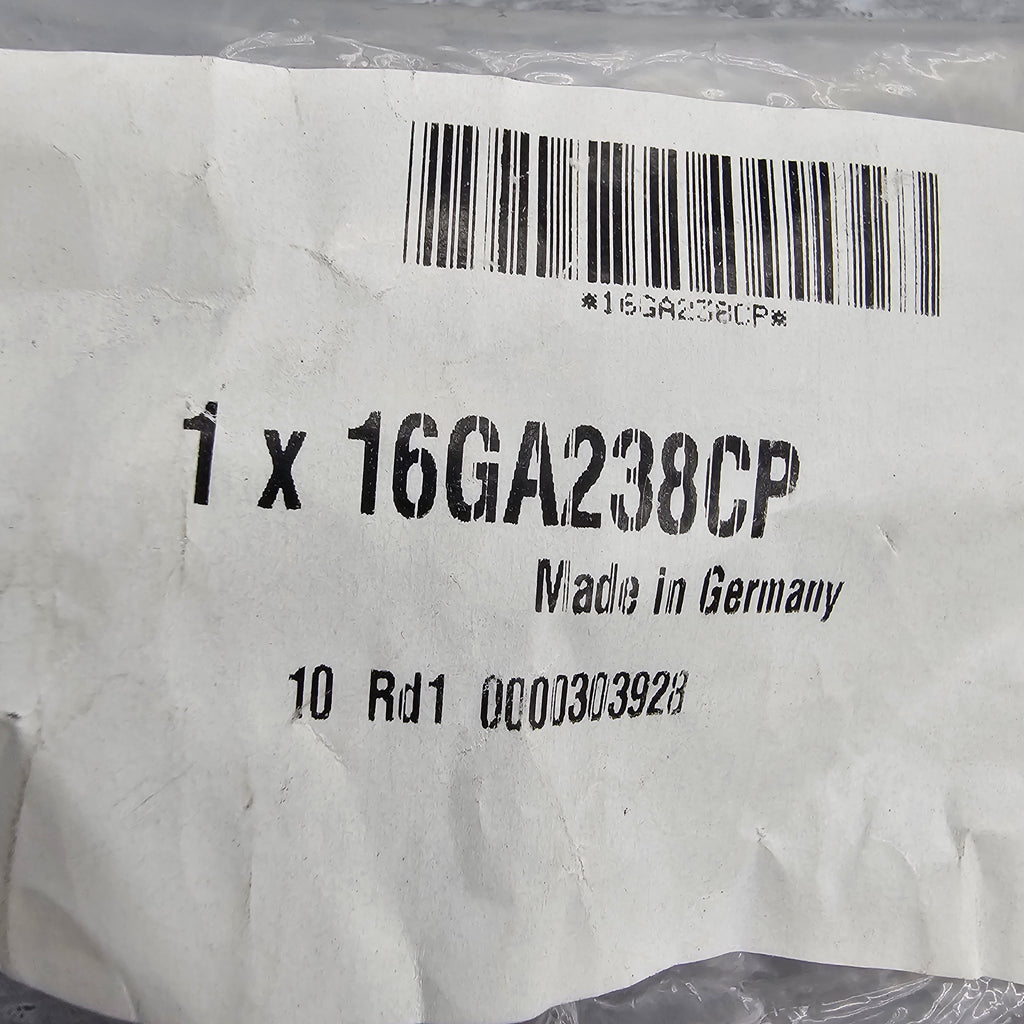 *16GA238CP*
1 x 16GA238CP
Made in Germany
10 Rd1 0000303928